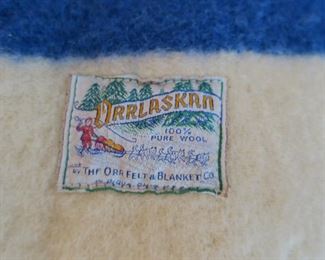 ORRLASKAN
100%
PURE WOOL
BY THE ORR FELT & BLANKET CO.